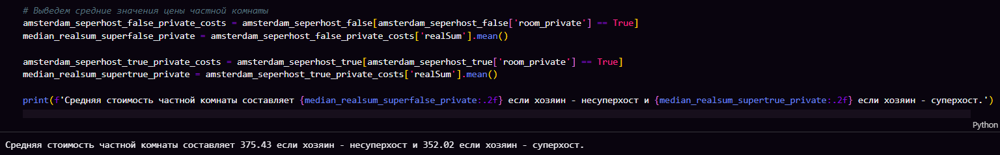 # Выведем средние значения цены частной комнаты
amsterdam_seperhost_false_private_costs = amsterdam_seperhost_false[amsterdam_seperhost_false['room_private'] == True]
median_realsum_superfalse_private = amsterdam_seperhost_false_private_costs['realSum'].mean()
amsterdam_seperhost_true_private_costs = amsterdam_seperhost_true[amsterdam_seperhost_true['room_private'] == True]
median_realsum_supertrue_private = amsterdam_seperhost_true_private_costs['realSum'].mean()
print(f'Средняя стоимость частной комнаты составляет {median_realsum_superfalse_private:.2f} если хозяин - несуперхост и {median_realsum_supertrue_private:.2f} если хозяин - суперхост.')
Python
Средняя стоимость частной комнаты составляет 375.43 если хозяин - несуперхост и 352.02 если хозяин - суперхост.